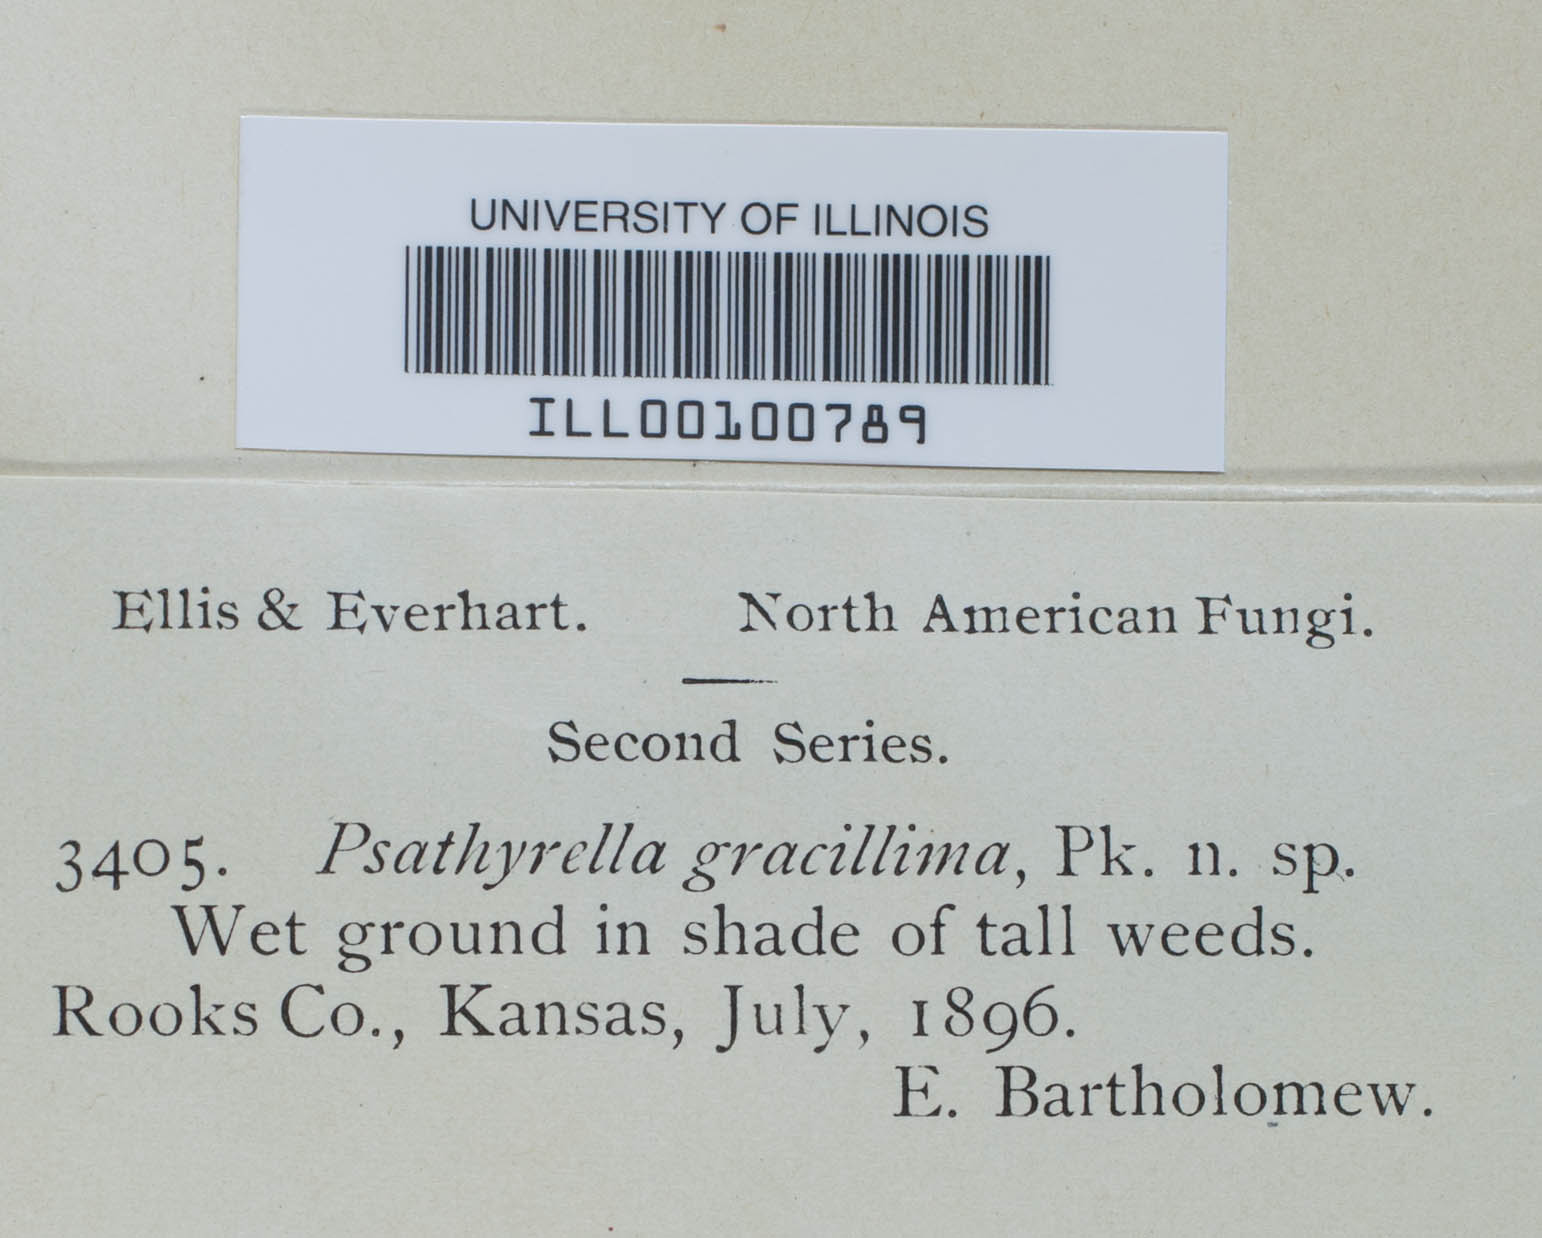 UNIVERSITY OF ILLINOIS
ILL00100789
Ellis & Everhart. North American Fungi.
Second Series.
3405. Psathyrella gracillima, Pk. n. sp.
Wet ground in shade of tall weeds.
Rooks Co., Kansas, July, 1896.
E. Bartholomew.